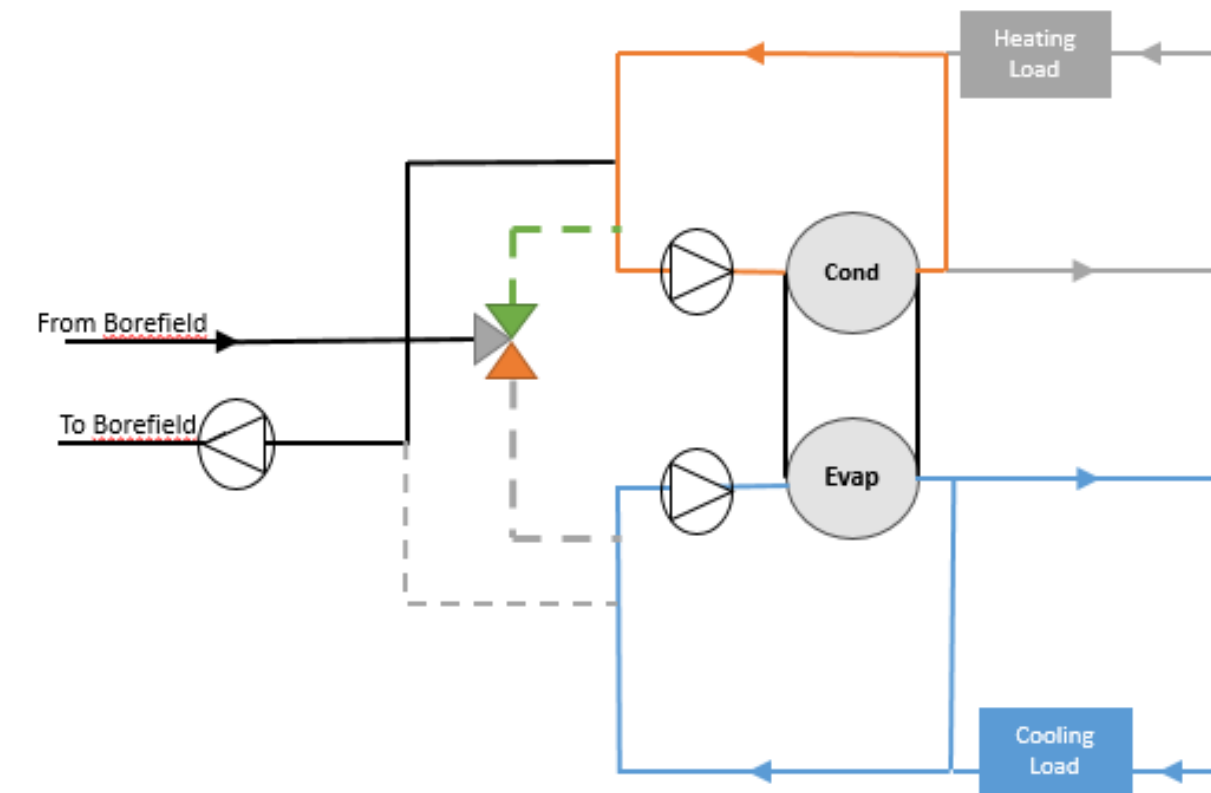 Heating
Load
Cond
From Borefield
To Borefield
Evap
Cooling
Load